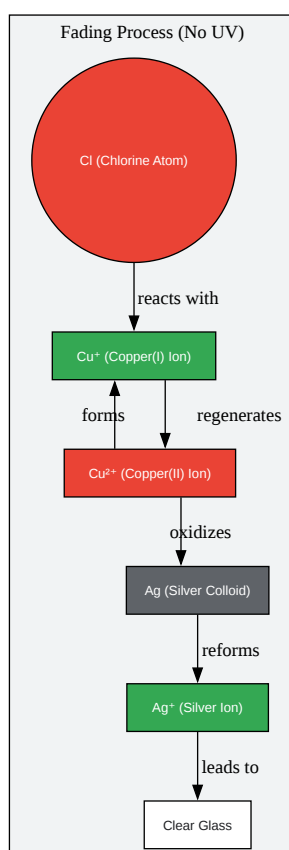 Fading Process (No UV)
Cl (Chlorine Atom)
reacts with
Cu⁺ (Copper(I) Ion)
forms
regenerates
Cu²⁺ (Copper(II) Ion)
oxidizes
Ag (Silver Colloid)
reforms
Ag⁺ (Silver Ion)
leads to
Clear Glass